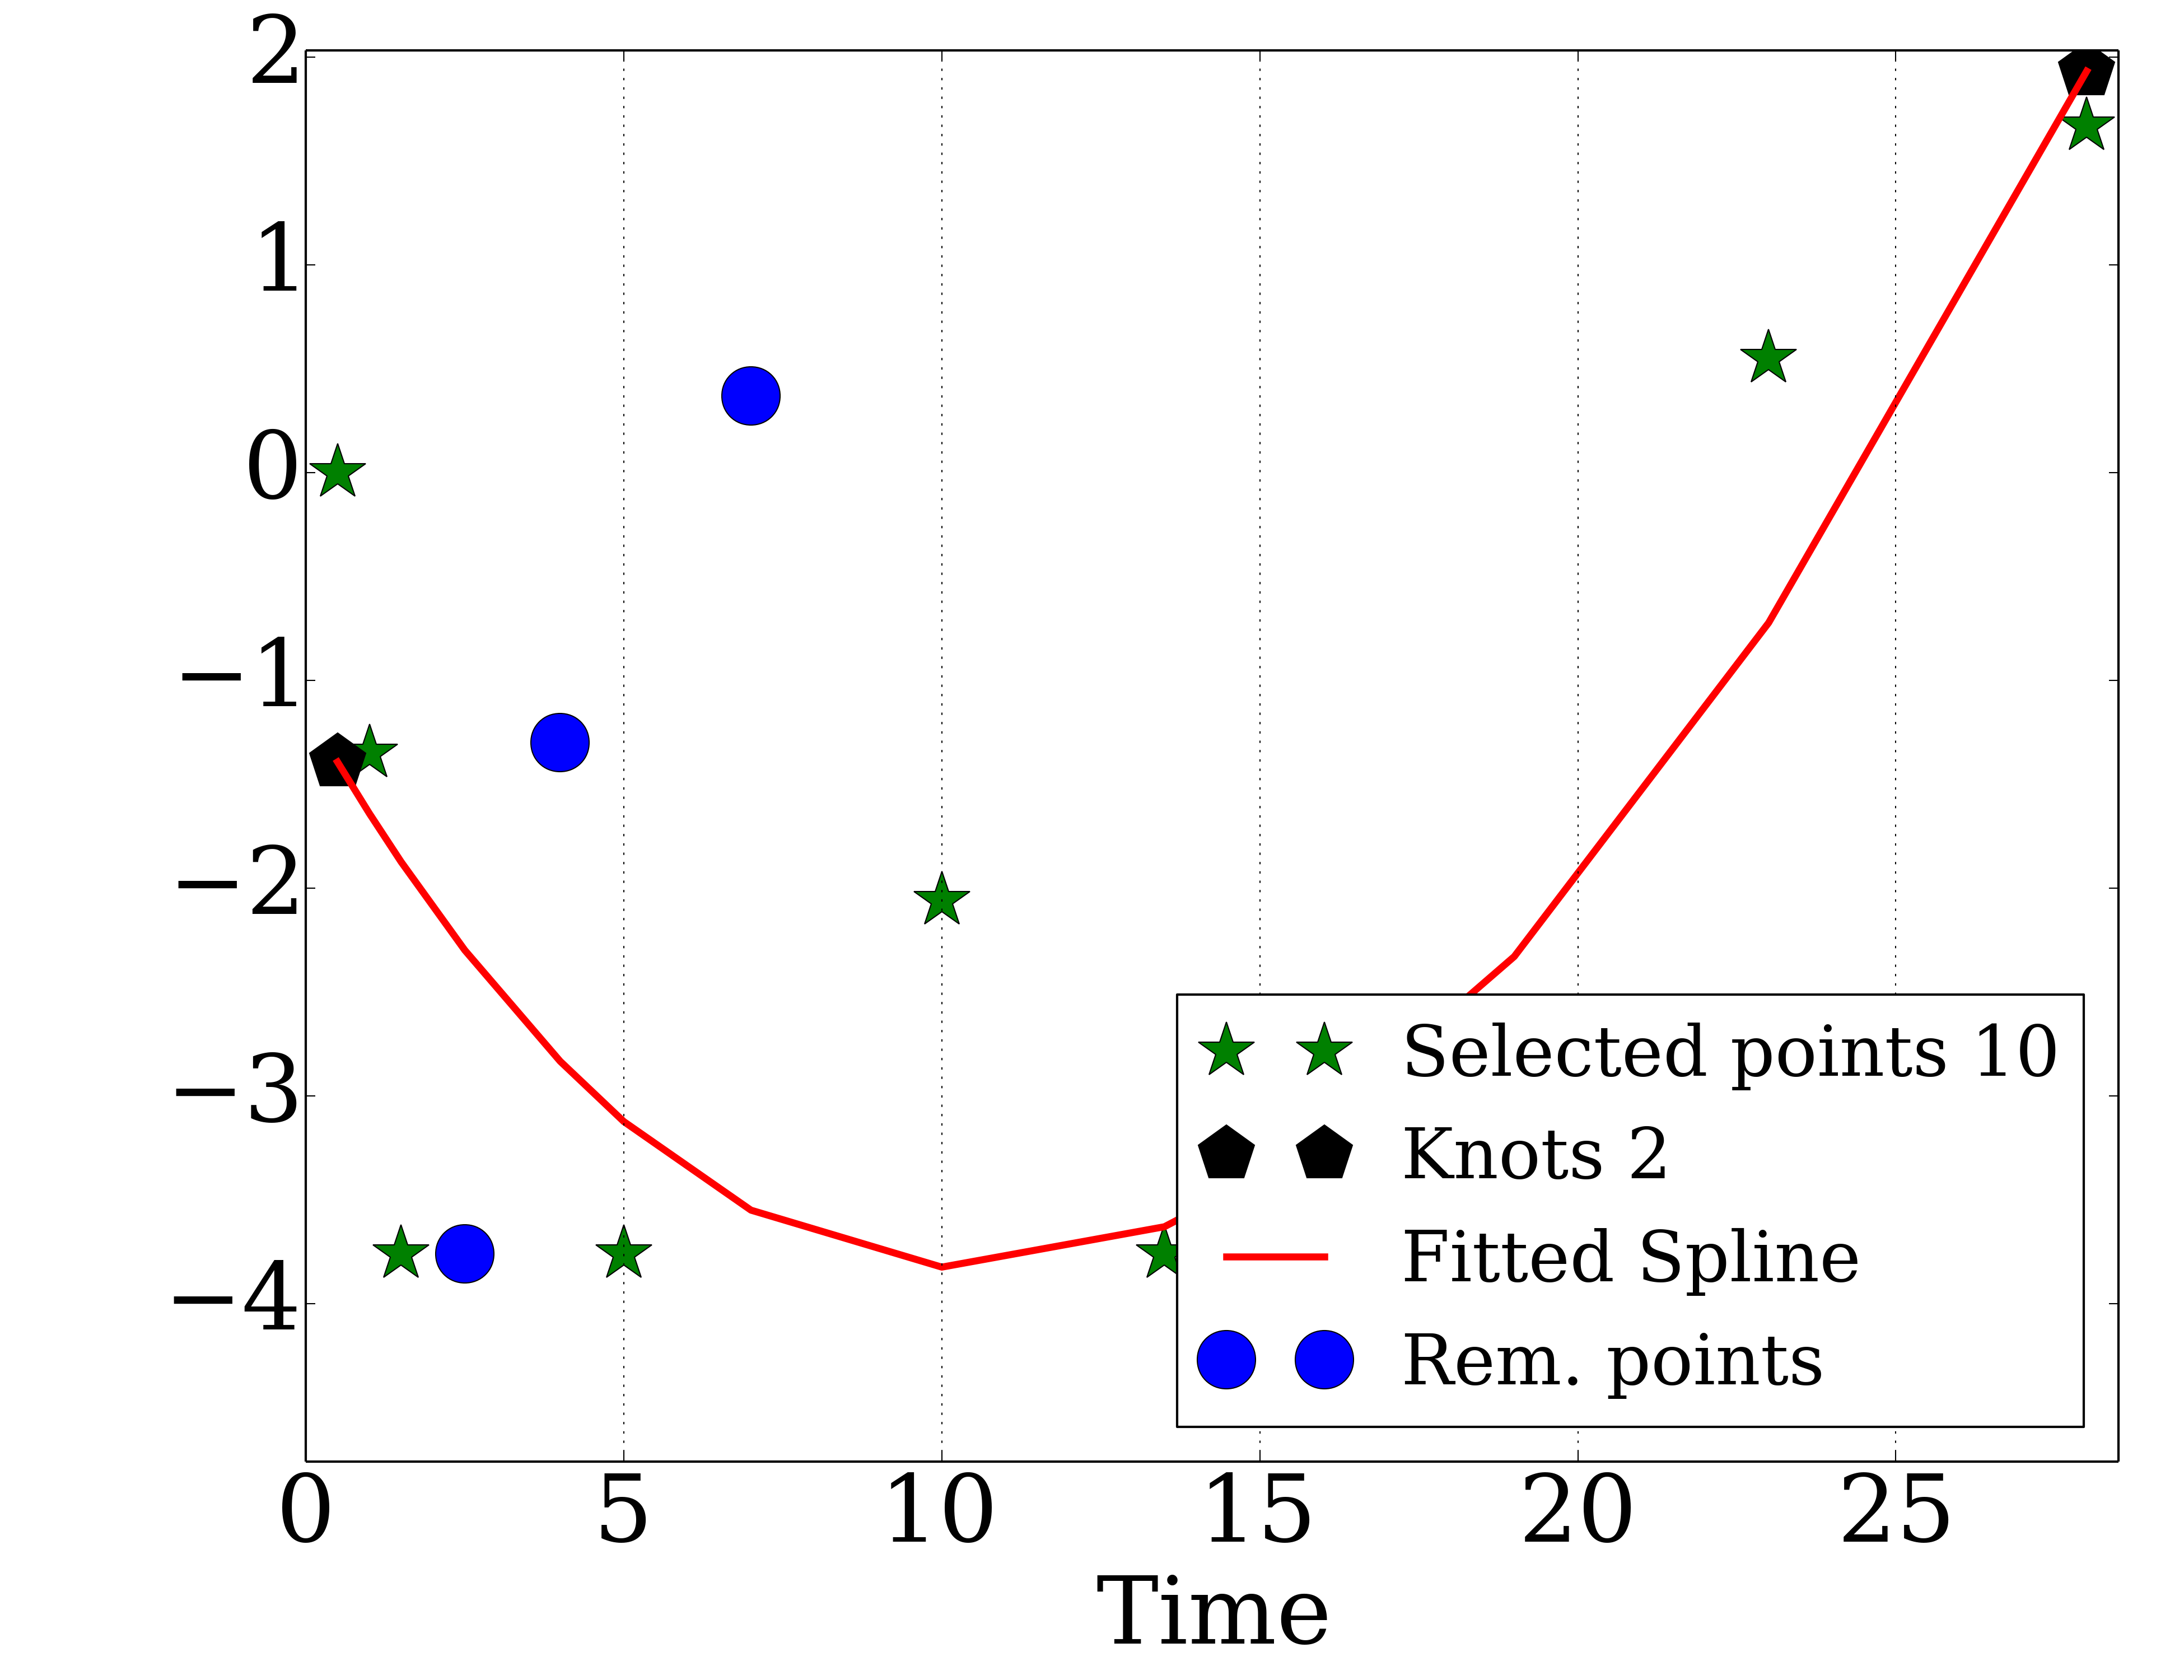 2
1
0
−1
−2
−3
−4
Selected points 10
Knots 2
Fitted Spline
Rem. points
0 5 10 15 20 25
Time